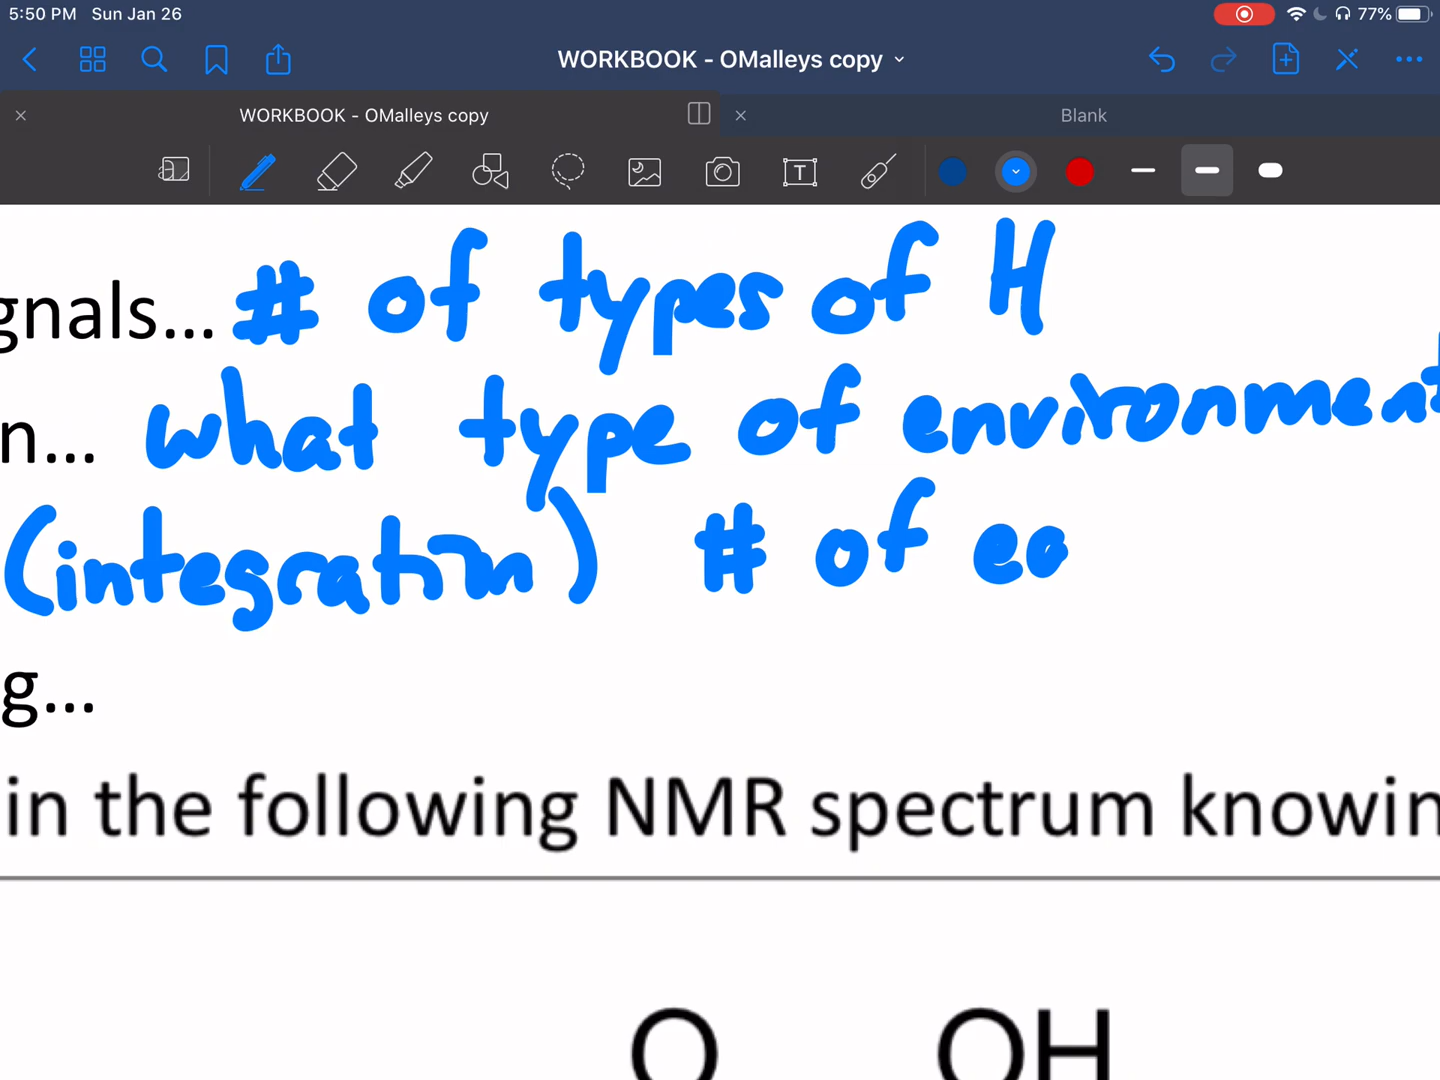 5:50 PM Sun Jan 26 77%
WORKBOOK - OMalleys copy
WORKBOOK - OMalleys copy Blank
T
gnals... # of types of H
n... what type of environment
(integration) # of
g...
in the following NMR spectrum knowin
O OH